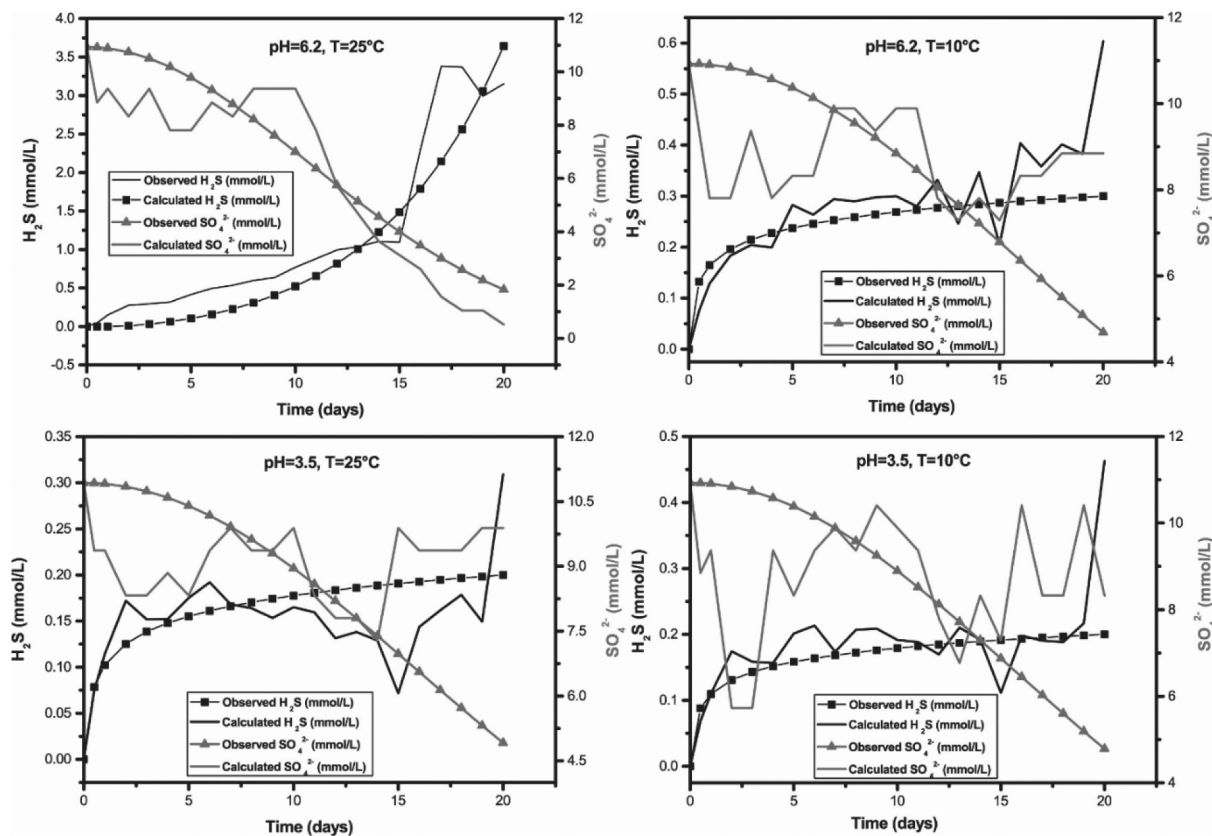 pH=6.2, T=25°C
4.0
3.5
3.0
2.5
2.0
1.5
1.0
0.5
0.0
-0.5
H₂S (mmol/L)
12
10
8
6
4
2
0
SO₄²⁻ (mmol/L)
Observed H₂S (mmol/L)
Calculated H₂S (mmol/L)
Observed SO₄²⁻ (mmol/L)
Calculated SO₄²⁻ (mmol/L)
0 5 10 15 20
Time (days)
pH=6.2, T=10°C
0.6
0.5
0.4
0.3
0.2
0.1
0.0
H₂S (mmol/L)
12
10
8
6
4
SO₄²⁻ (mmol/L)
Observed H₂S (mmol/L)
Calculated H₂S (mmol/L)
Observed SO₄²⁻ (mmol/L)
Calculated SO₄²⁻ (mmol/L)
0 5 10 15 20
Time (days)
pH=3.5, T=25°C
0.35
0.30
0.25
0.20
0.15
0.10
0.05
0.00
H₂S (mmol/L)
12.0
10.5
9.0
7.5
6.0
4.5
SO₄²⁻ (mmol/L)
Observed H₂S (mmol/L)
Calculated H₂S (mmol/L)
Observed SO₄²⁻ (mmol/L)
Calculated SO₄²⁻ (mmol/L)
0 5 10 15 20
Time (days)
pH=3.5, T=10°C
0.5
0.4
0.3
0.2
0.1
0.0
H₂S (mmol/L)
12
10
8
6
4
SO₄²⁻ (mmol/L)
Observed H₂S (mmol/L)
Calculated H₂S (mmol/L)
Observed SO₄²⁻ (mmol/L)
Calculated SO₄²⁻ (mmol/L)
0 5 10 15 20
Time (days)